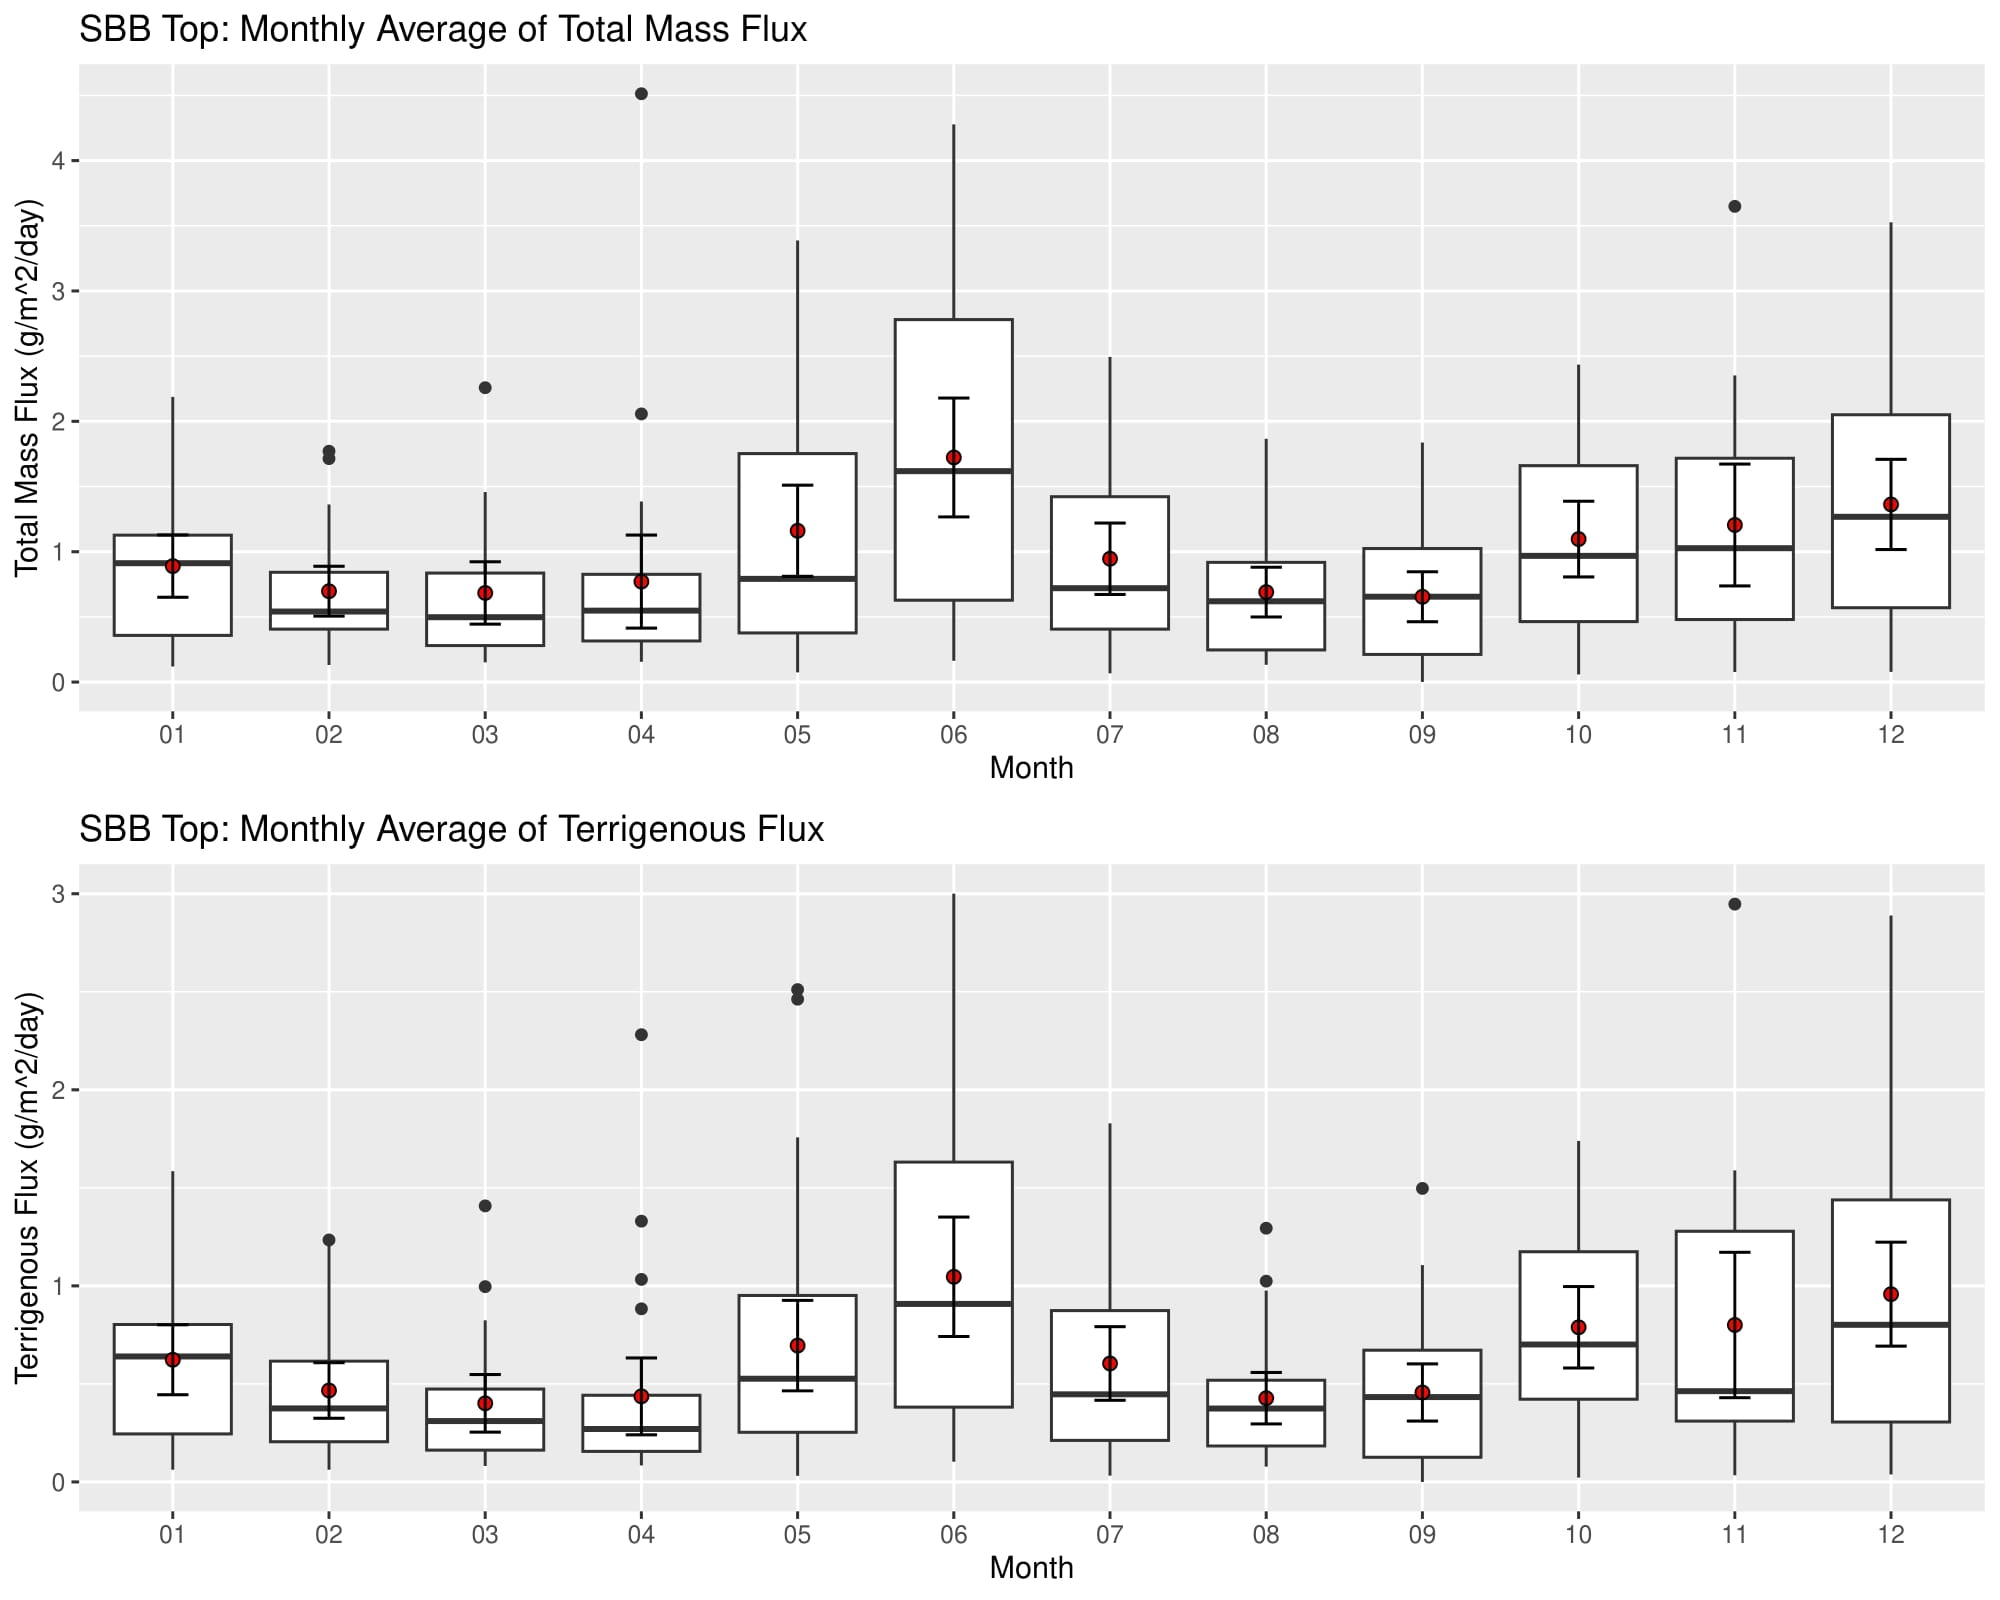 SBB Top: Monthly Average of Total Mass Flux
Total Mass Flux (g/m^2/day)
4
3
2
1
0
01 02 03 04 05 06 07 08 09 10 11 12
Month
SBB Top: Monthly Average of Terrigenous Flux
Terrigenous Flux (g/m^2/day)
3
2
1
0
01 02 03 04 05 06 07 08 09 10 11 12
Month